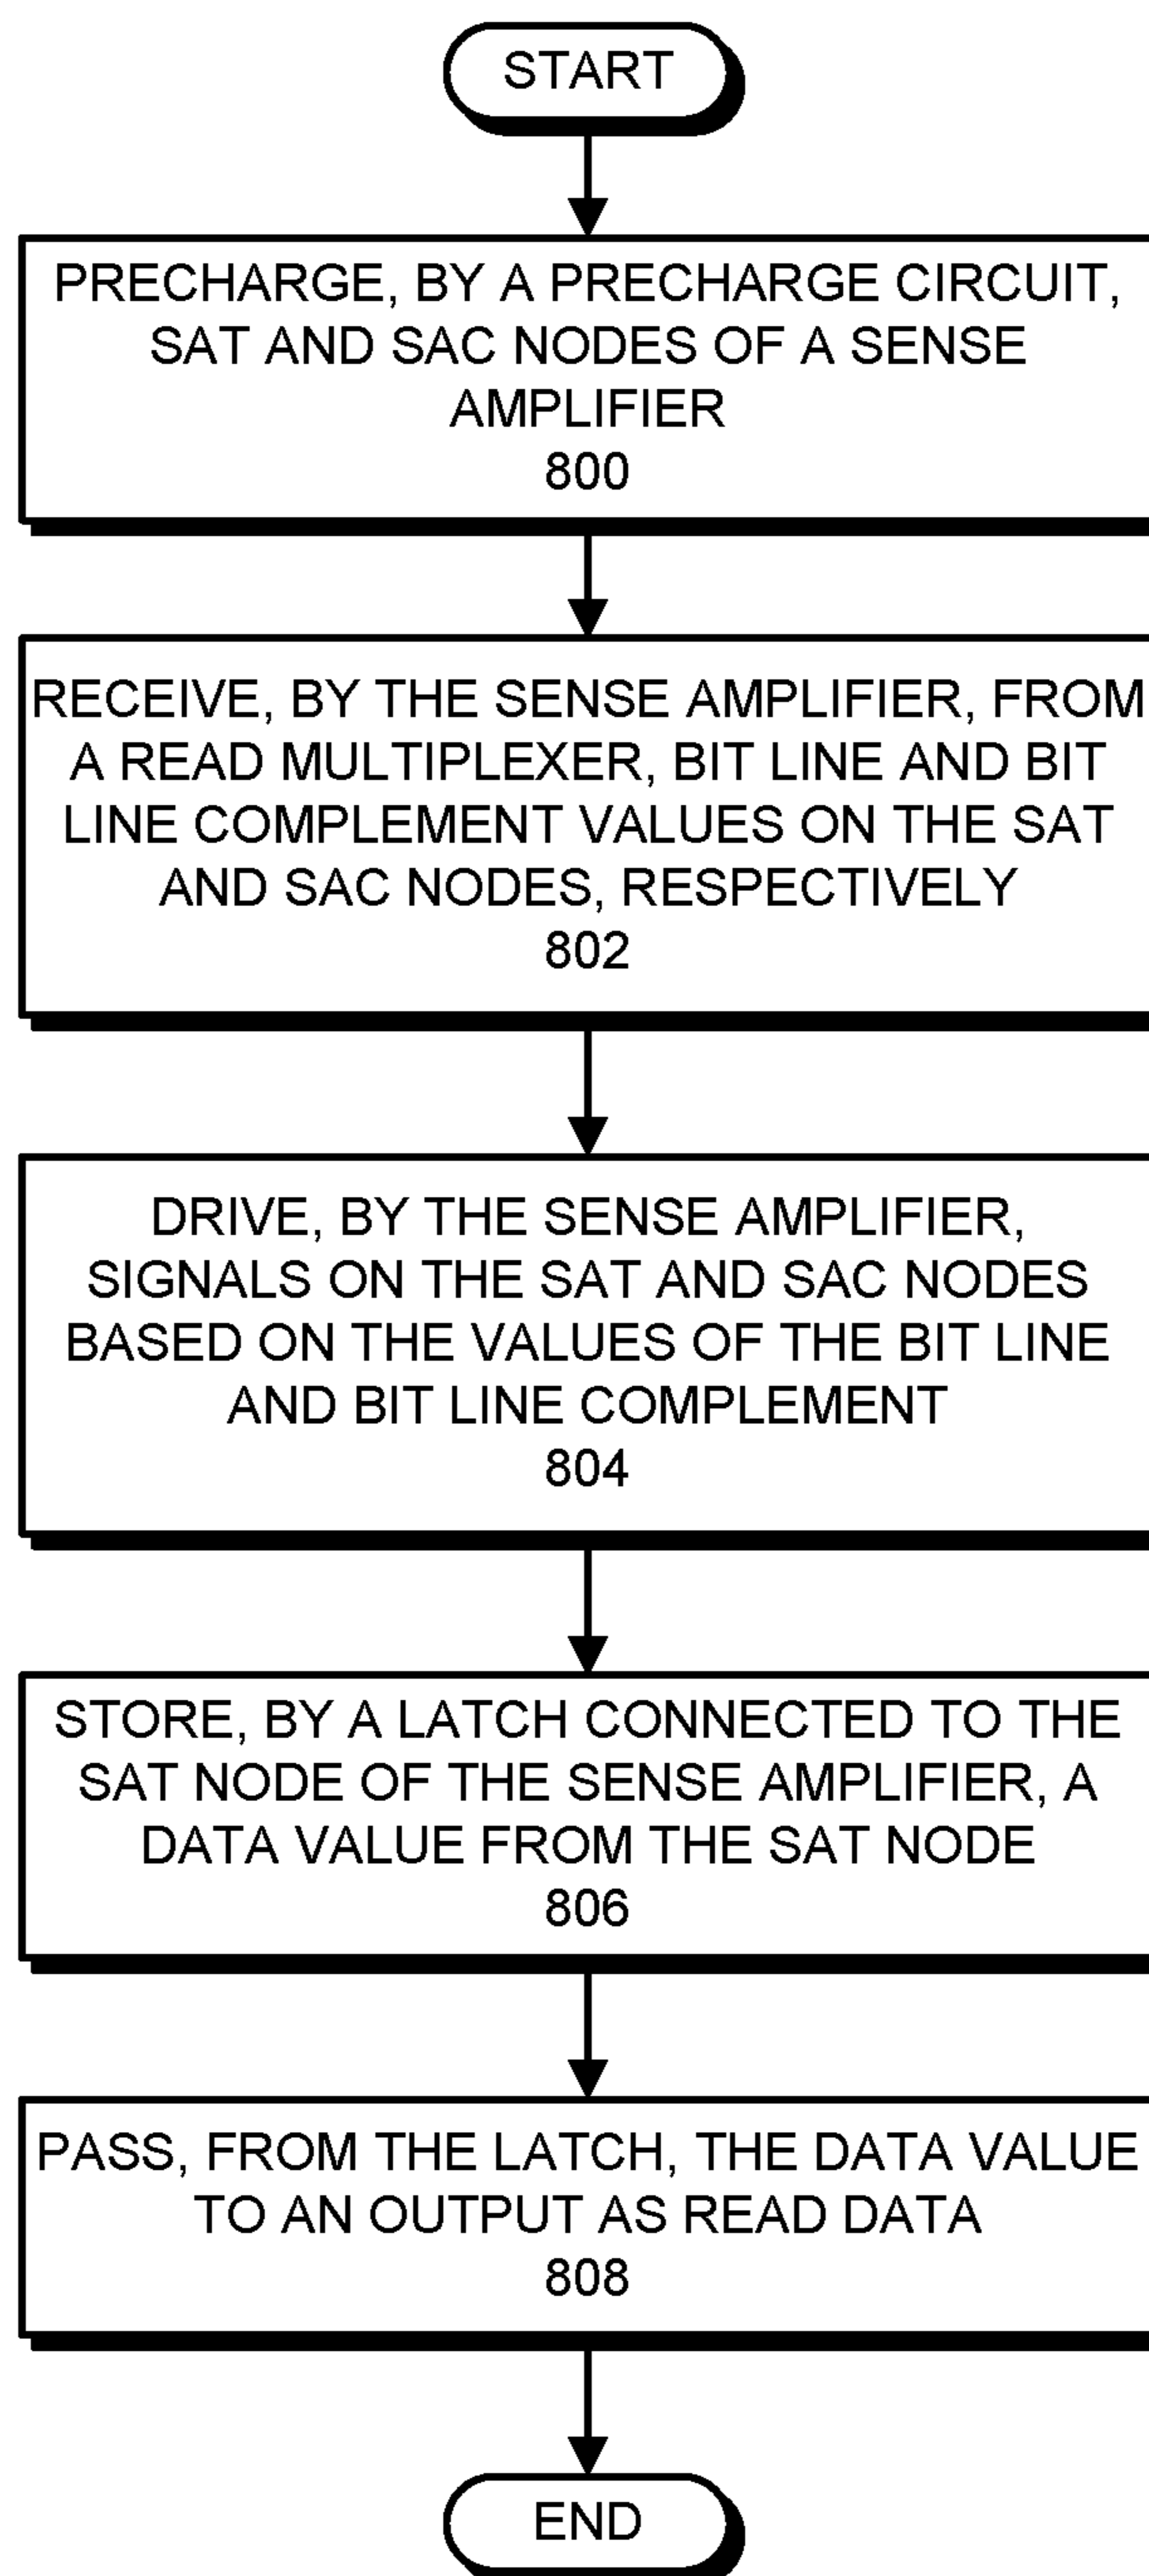 START
PRECHARGE, BY A PRECHARGE CIRCUIT,
SAT AND SAC NODES OF A SENSE
AMPLIFIER
800
RECEIVE, BY THE SENSE AMPLIFIER, FROM
A READ MULTIPLEXER, BIT LINE AND BIT
LINE COMPLEMENT VALUES ON THE SAT
AND SAC NODES, RESPECTIVELY
802
DRIVE, BY THE SENSE AMPLIFIER,
SIGNALS ON THE SAT AND SAC NODES
BASED ON THE VALUES OF THE BIT LINE
AND BIT LINE COMPLEMENT
804
STORE, BY A LATCH CONNECTED TO THE
SAT NODE OF THE SENSE AMPLIFIER, A
DATA VALUE FROM THE SAT NODE
806
PASS, FROM THE LATCH, THE DATA VALUE
TO AN OUTPUT AS READ DATA
808
END